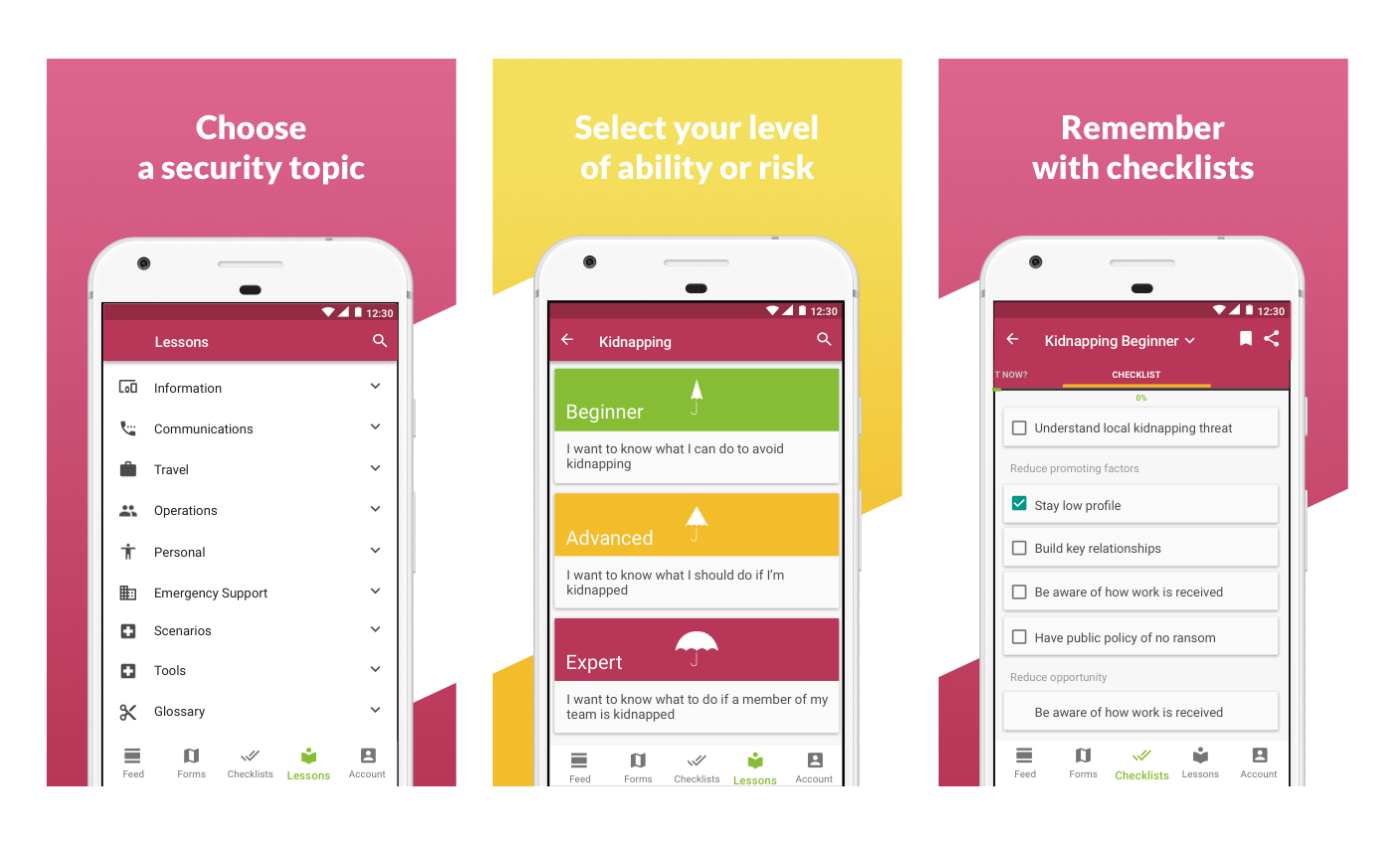 Choose
a security topic
12:30
Lessons
Information
Communications
Travel
Operations
Personal
Emergency Support
Scenarios
Tools
Glossary
Feed
Forms
Checklists
Lessons
Account
Select your level
of ability or risk
12:30
Kidnapping
Beginner
I want to know what I can do to avoid
kidnapping
Advanced
I want to know what I should do if I'm
kidnapped
Expert
I want to know what to do if a member of my
team is kidnapped
Feed
Forms
Checklists
Lessons
Account
Remember
with checklists
12:30
Kidnapping Beginner
T NOW?
CHECKLIST
0%
Understand local kidnapping threat
Reduce promoting factors
Stay low profile
Build key relationships
Be aware of how work is received
Have public policy of no ransom
Reduce opportunity
Be aware of how work is received
Feed
Forms
Checklists
Lessons
Account